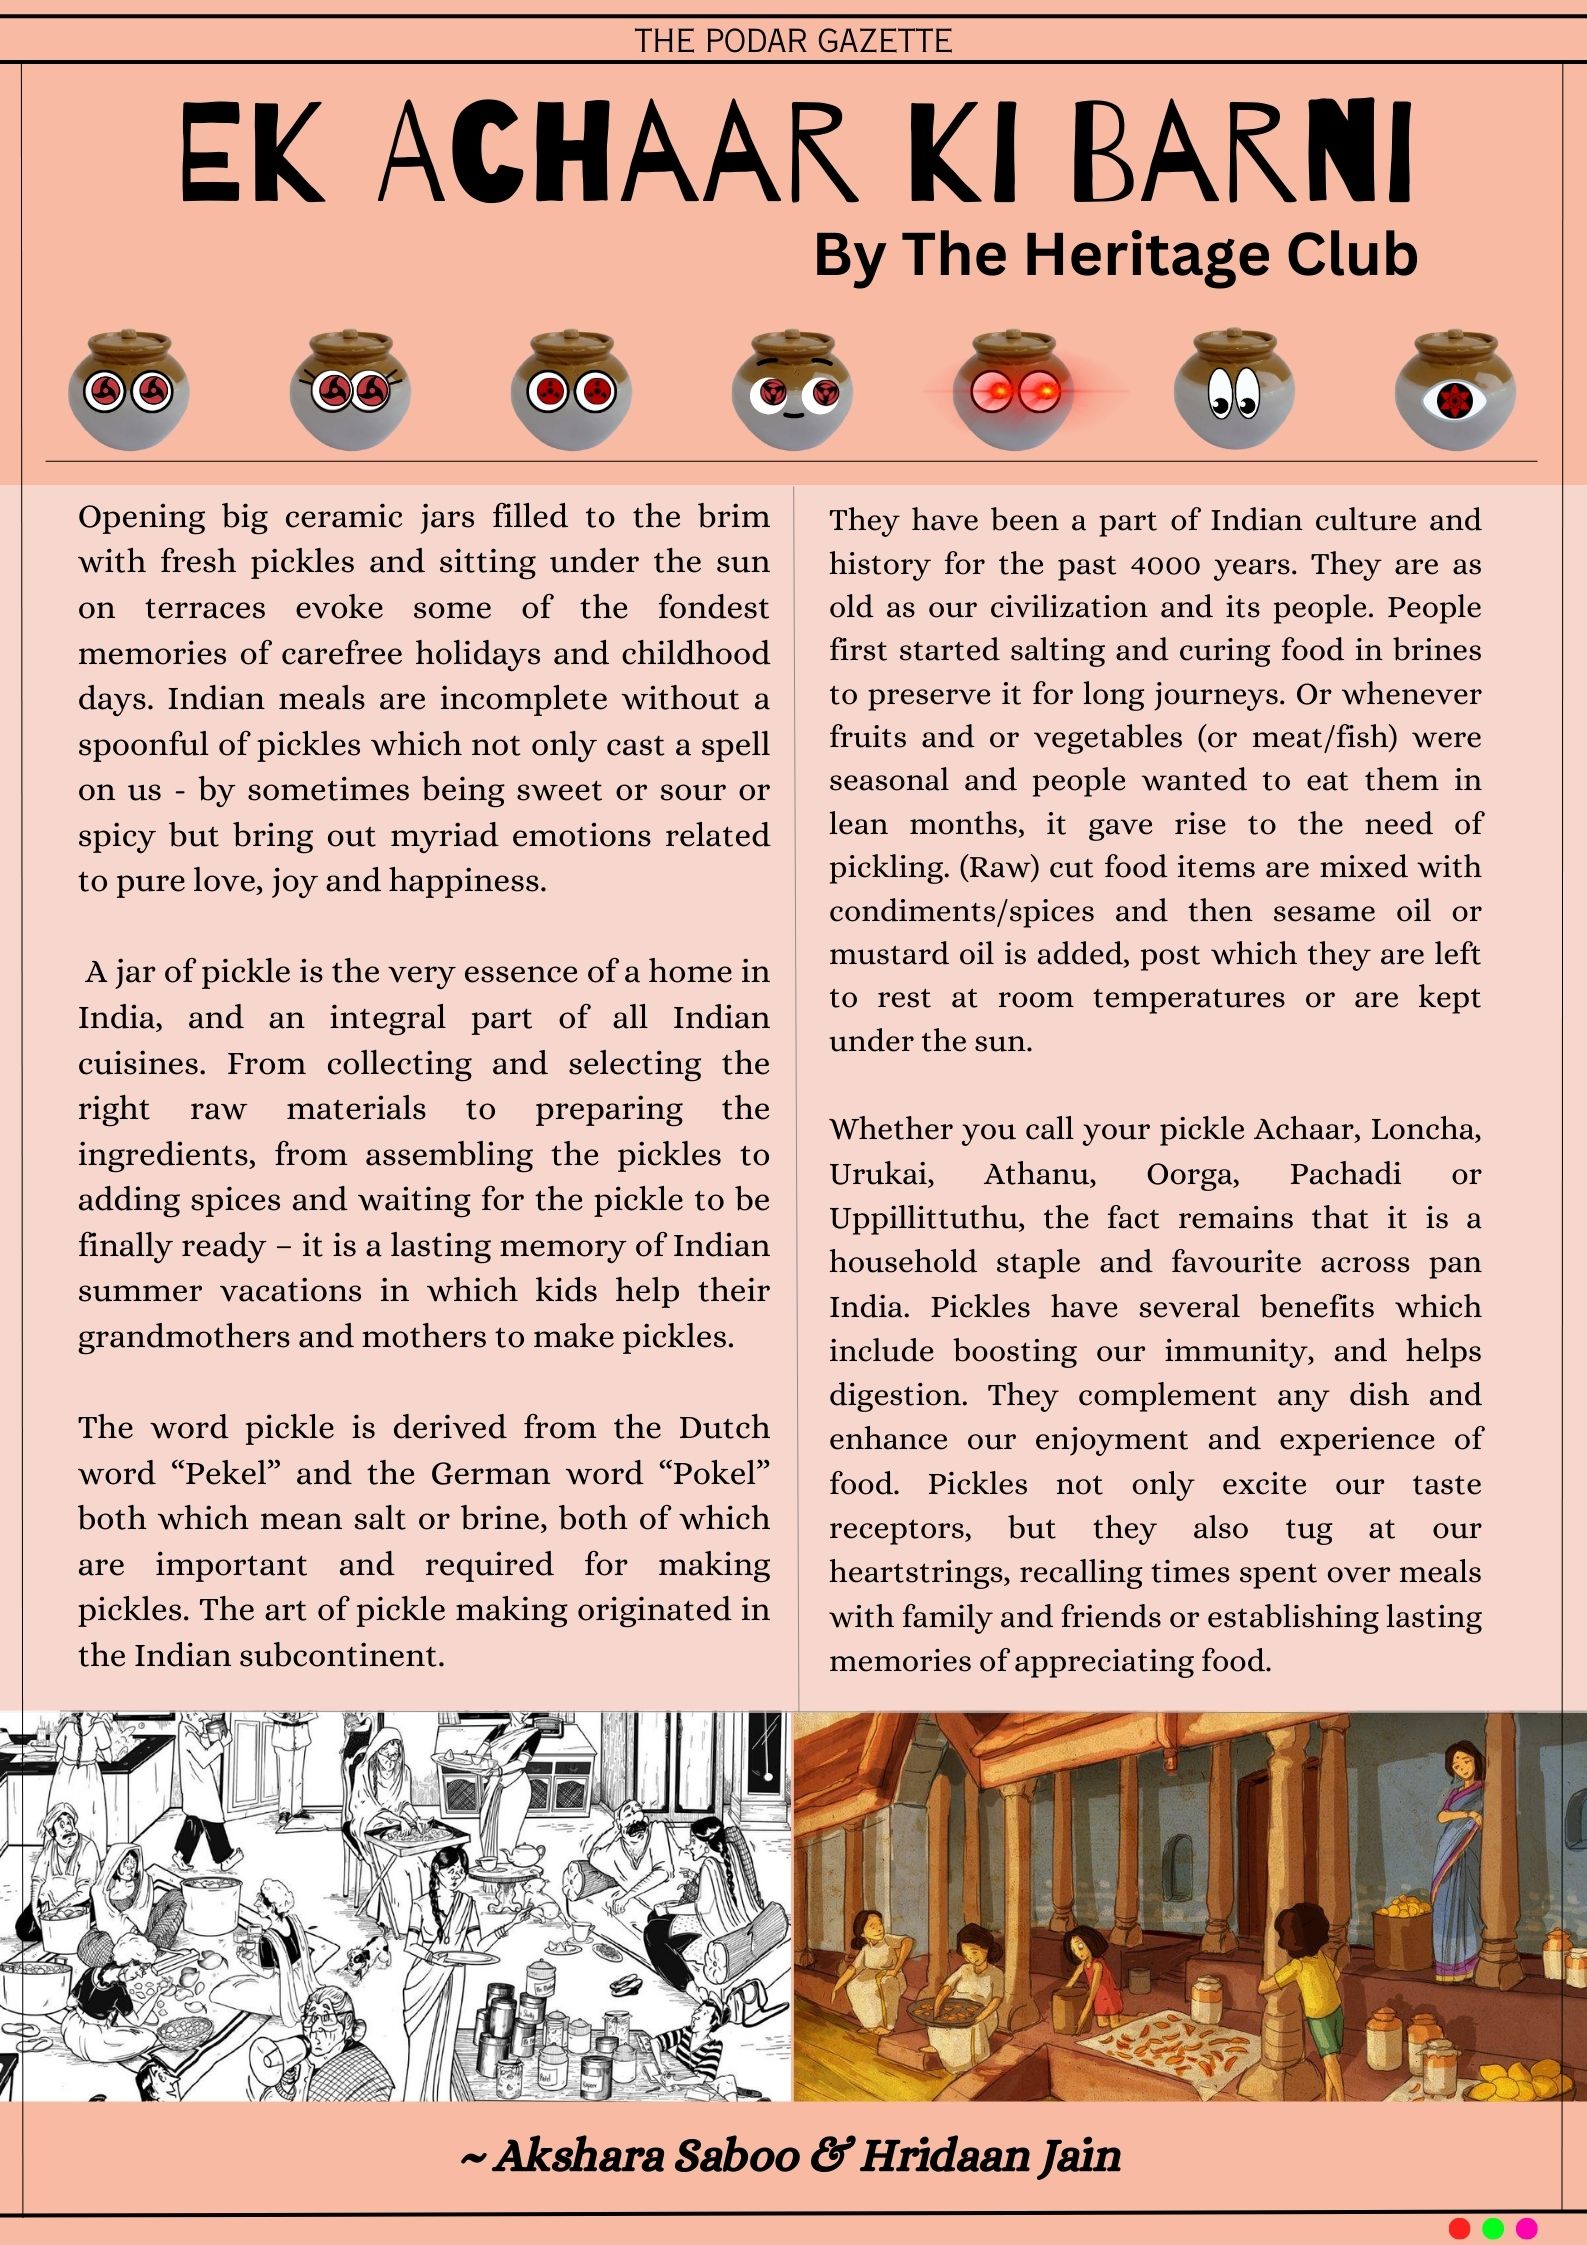 THE PODAR GAZETTE
EK ACHAAR KI BARNI
By The Heritage Club
Opening big ceramic jars filled to the brim
with fresh pickles and sitting under the sun
on terraces evoke some of the fondest
memories of carefree holidays and childhood
days. Indian meals are incomplete without a
spoonful of pickles which not only cast a spell
on us - by sometimes being sweet or sour or
spicy but bring out myriad emotions related
to pure love, joy and happiness.
A jar of pickle is the very essence of a home in
India, and an integral part of all Indian
cuisines. From collecting and selecting the
right raw materials to preparing the
ingredients, from assembling the pickles to
adding spices and waiting for the pickle to be
finally ready – it is a lasting memory of Indian
summer vacations in which kids help their
grandmothers and mothers to make pickles.
The word pickle is derived from the Dutch
word “Pekel” and the German word “Pokel”
both which mean salt or brine, both of which
are important and required for making
pickles. The art of pickle making originated in
the Indian subcontinent.
They have been a part of Indian culture and
history for the past 4000 years. They are as
old as our civilization and its people. People
first started salting and curing food in brines
to preserve it for long journeys. Or whenever
fruits and or vegetables (or meat/fish) were
seasonal and people wanted to eat them in
lean months, it gave rise to the need of
pickling. (Raw) cut food items are mixed with
condiments/spices and then sesame oil or
mustard oil is added, post which they are left
to rest at room temperatures or are kept
under the sun.
Whether you call your pickle Achaar, Loncha,
Urukai, Athanu, Oorga, Pachadi or
Uppillittuthu, the fact remains that it is a
household staple and favourite across pan
India. Pickles have several benefits which
include boosting our immunity, and helps
digestion. They complement any dish and
enhance our enjoyment and experience of
food. Pickles not only excite our taste
receptors, but they also tug at our
heartstrings, recalling times spent over meals
with family and friends or establishing lasting
memories of appreciating food.
Patel
Kapoor
~ Akshara Saboo & Hridaan Jain